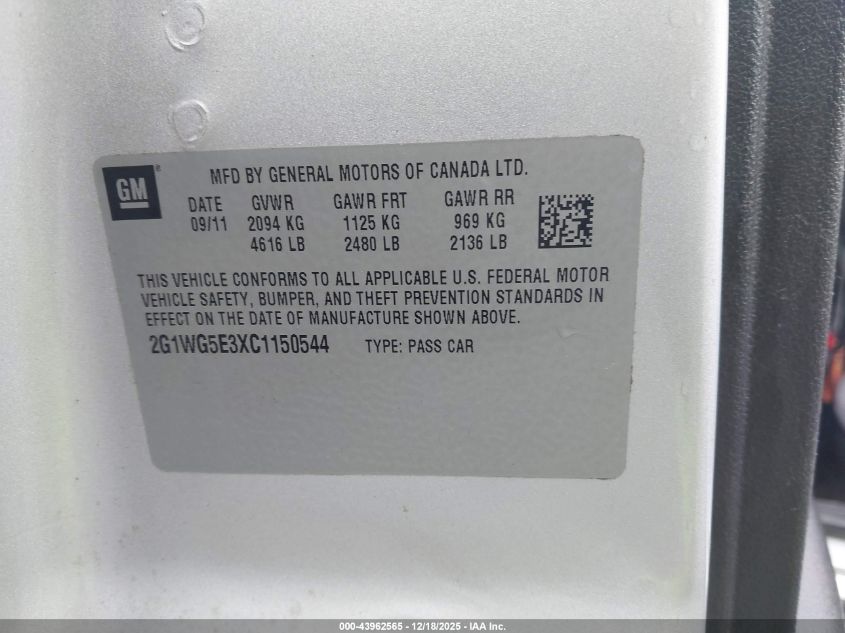 GM ®
MFD BY GENERAL MOTORS OF CANADA LTD.
DATE GVWR GAWR FRT GAWR RR
09/11 2094 KG 1125 KG 969 KG
4616 LB 2480 LB 2136 LB
THIS VEHICLE CONFORMS TO ALL APPLICABLE U.S. FEDERAL MOTOR
VEHICLE SAFETY, BUMPER, AND THEFT PREVENTION STANDARDS IN
EFFECT ON THE DATE OF MANUFACTURE SHOWN ABOVE.
2G1WG5E3XC1150544 TYPE: PASS CAR
000-43962565 - 12/18/2025 - IAA Inc.